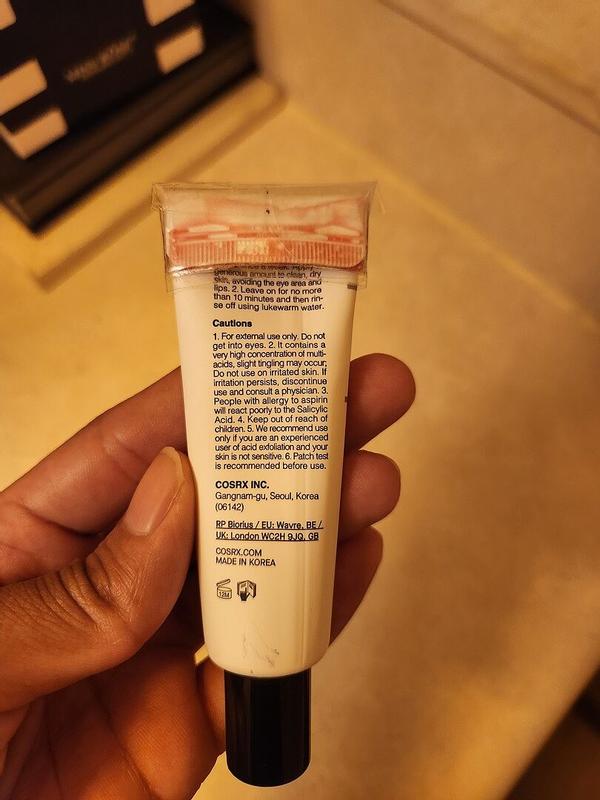 generous amount to clean, dry
skin, avoiding the eye area and
lips. 2. Leave on for no more
than 10 minutes and then rin-
se off using lukewarm water.
Cautions
1. For external use only. Do not
get into eyes. 2. It contains a
very high concentration of multi-
acids, slight tingling may occur;
Do not use on irritated skin. If
irritation persists, discontinue
use and consult a physician. 3.
People with allergy to aspirin
will react poorly to the Salicylic
Acid. 4. Keep out of reach of
children. 5. We recommend use
only if you are an experienced
user of acid exfoliation and your
skin is not sensitive. 6. Patch test
is recommended before use.
COSRX INC.
Gangnam-gu, Seoul, Korea
(06142)
RP Biorius / EU: Wavre, BE /
UK: London WC2H 9JQ, GB
COSRX.COM
MADE IN KOREA
12M